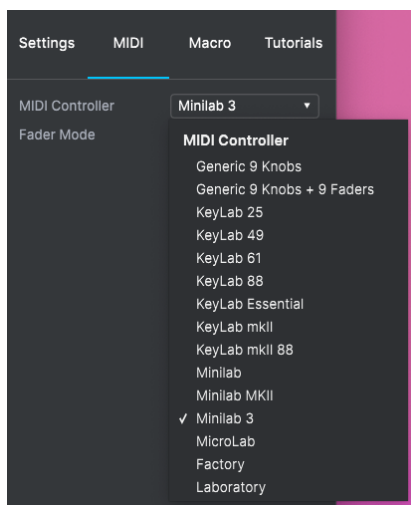 Settings MIDI Macro Tutorials
MIDI Controller Minilab 3
Fader Mode
MIDI Controller
Generic 9 Knobs
Generic 9 Knobs + 9 Faders
KeyLab 25
KeyLab 49
KeyLab 61
KeyLab 88
KeyLab Essential
KeyLab mkII
KeyLab mkII 88
Minilab
Minilab MKII
✓ Minilab 3
MicroLab
Factory
Laboratory